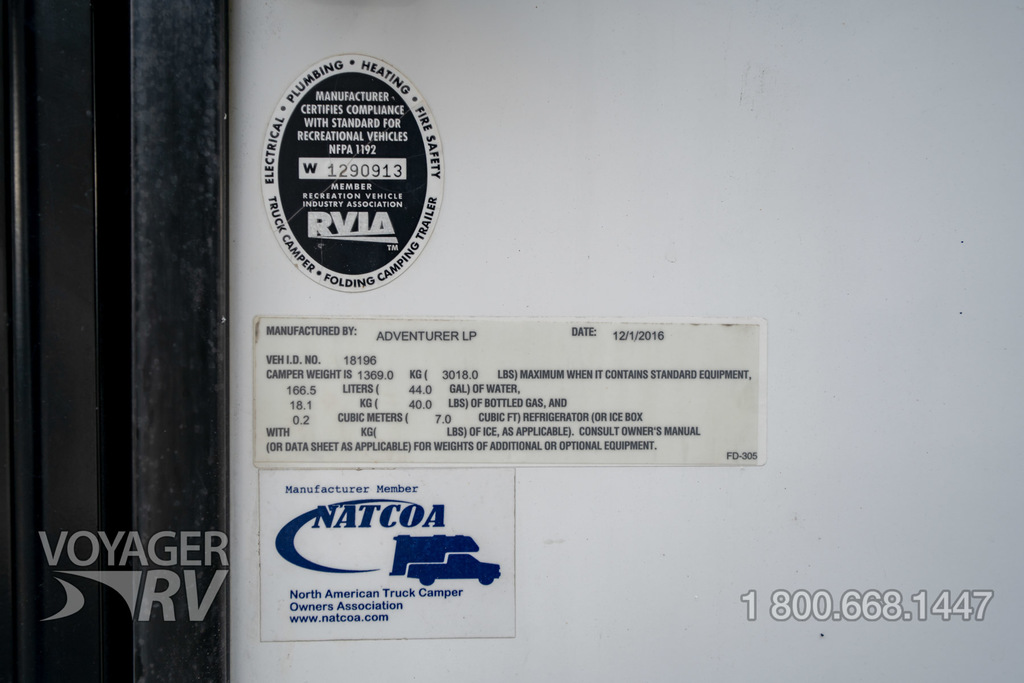 ELECTRICAL • PLUMBING • HEATING • FIRE SAFETY
MANUFACTURER
CERTIFIES COMPLIANCE
WITH STANDARD FOR
RECREATIONAL VEHICLES
NFPA 1192
W 1290913
MEMBER
RECREATION VEHICLE
INDUSTRY ASSOCIATION
RVIA
TM
TRUCK CAMPER • FOLDING CAMPING TRAILER
MANUFACTURED BY: ADVENTURER LP DATE: 12/1/2016
VEH I.D. NO. 18196
CAMPER WEIGHT IS 1369.0 KG ( 3018.0 LBS) MAXIMUM WHEN IT CONTAINS STANDARD EQUIPMENT,
166.5 LITERS ( 44.0 GAL) OF WATER,
18.1 KG ( 40.0 LBS) OF BOTTLED GAS, AND
0.2 CUBIC METERS ( 7.0 CUBIC FT) REFRIGERATOR (OR ICE BOX
WITH KG( LBS) OF ICE, AS APPLICABLE). CONSULT OWNER'S MANUAL
(OR DATA SHEET AS APPLICABLE) FOR WEIGHTS OF ADDITIONAL OR OPTIONAL EQUIPMENT.
FD-305
Manufacturer Member
NATCOA
North American Truck Camper
Owners Association
www.natcoa.com
VOYAGER
RV
1 800.668.1447